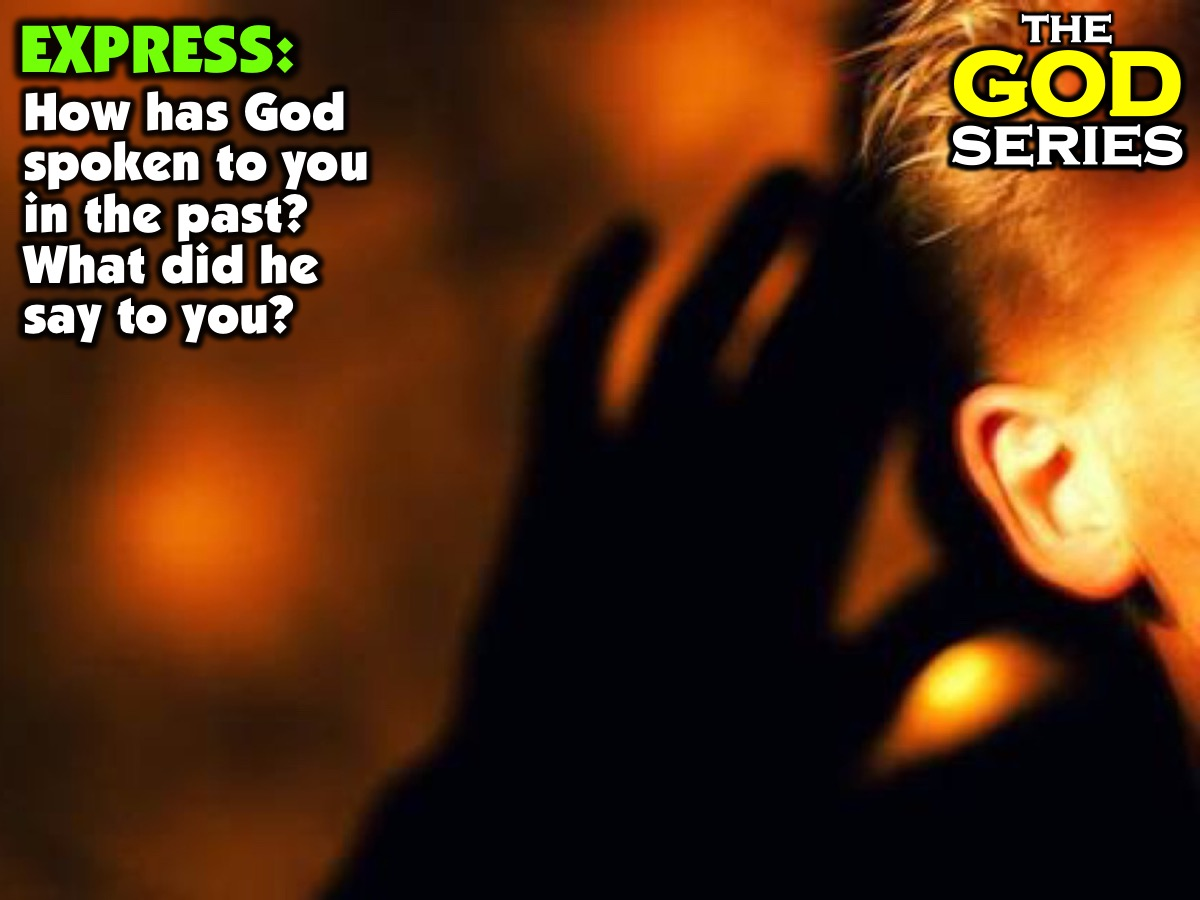 EXPRESS:
How has God
spoken to you
in the past?
What did he
say to you?
THE
GOD
SERIES